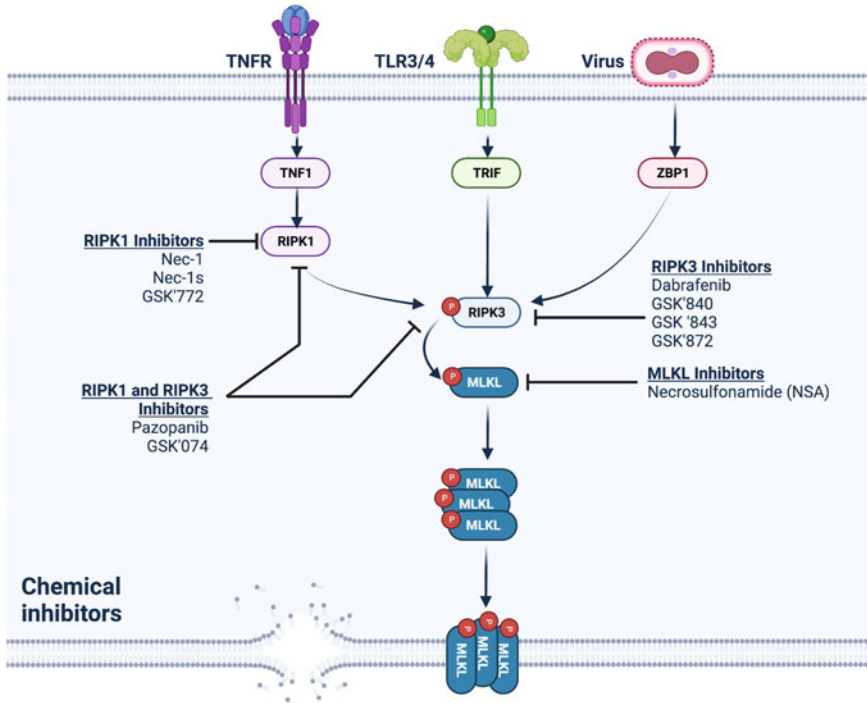 TNFR
TLR3/4
Virus
TNF1
TRIF
ZBP1
RIPK1 Inhibitors
Nec-1
Nec-1s
GSK'772
RIPK1
RIPK3 Inhibitors
Dabrafenib
GSK'840
GSK '843
GSK'872
P
RIPK3
RIPK1 and RIPK3
Inhibitors
Pazopanib
GSK'074
P
MLKL
MLKL Inhibitors
Necrosulfonamide (NSA)
P
MLKL
P
MLKL
P
MLKL
Chemical
inhibitors
P
MLKL
P
MLKL
P
MLKL